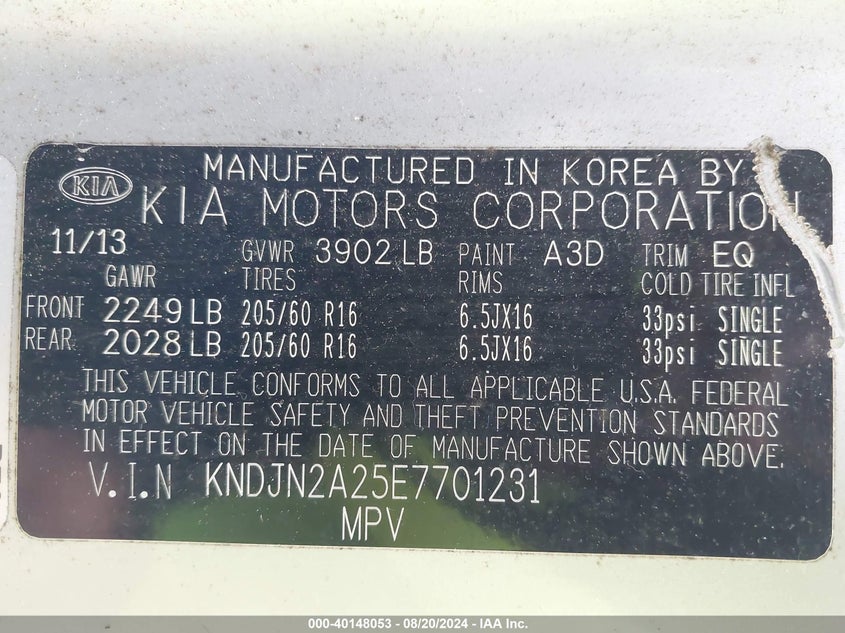 MANUFACTURED IN KOREA BY
KIA KIA MOTORS CORPORATION
11/13 GVWR 3902 LB PAINT A3D TRIM EQ
GAWR TIRES RIMS COLD TIRE INFL
FRONT 2249 LB 205/60 R16 6.5JX16 33psi SINGLE
REAR 2028 LB 205/60 R16 6.5JX16 33psi SINGLE
THIS VEHICLE CONFORMS TO ALL APPLICABLE U.S.A. FEDERAL
MOTOR VEHICLE SAFETY AND THEFT PREVENTION STANDARDS
IN EFFECT ON THE DATE OF MANUFACTURE SHOWN ABOVE.
V.I.N KNDJN2A25E7701231
MPV
000-40148053 - 08/20/2024 - IAA Inc.